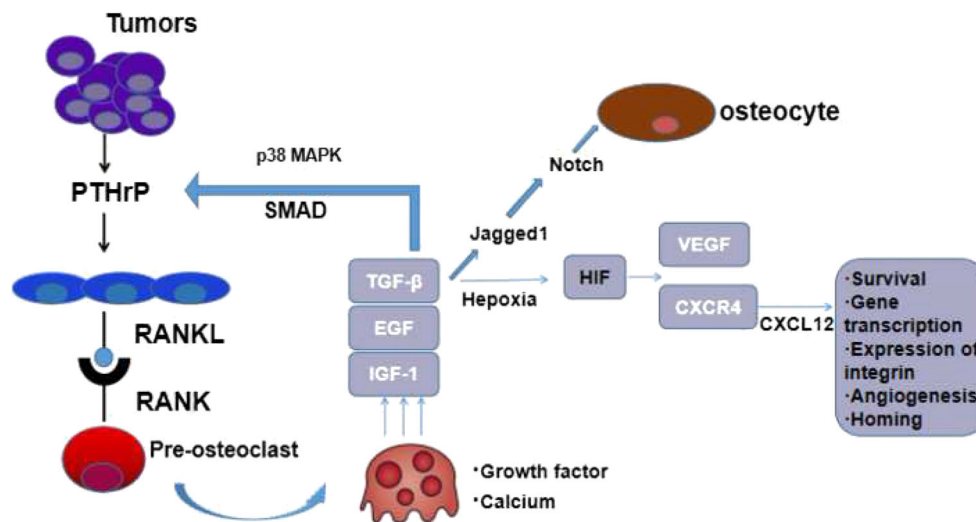 Tumors
PTHrP
RANKL
RANK
Pre-osteoclast
p38 MAPK
SMAD
TGF-β
EGF
IGF-1
·Growth factor
·Calcium
Jagged1
Notch
osteocyte
Hepoxia
HIF
VEGF
CXCR4
CXCL12
·Survival
·Gene
transcription
·Expression of
integrin
·Angiogenesis
·Homing